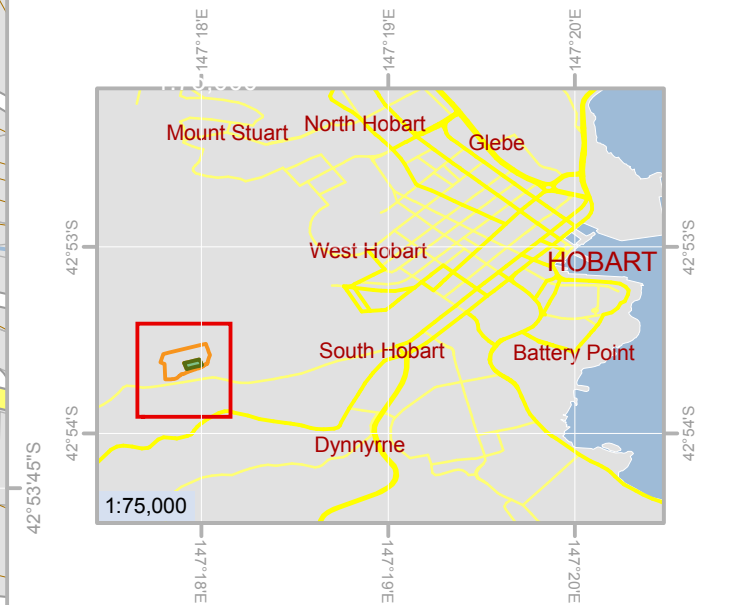 147°18'E
147°19'E
147°20'E
Mount Stuart
North Hobart
Glebe
42°53'S
West Hobart
HOBART
42°53'S
South Hobart
Battery Point
42°54'S
Dynnyrne
42°54'S
42°53'45"S
1:75,000
147°18'E
147°19'E
147°20'E